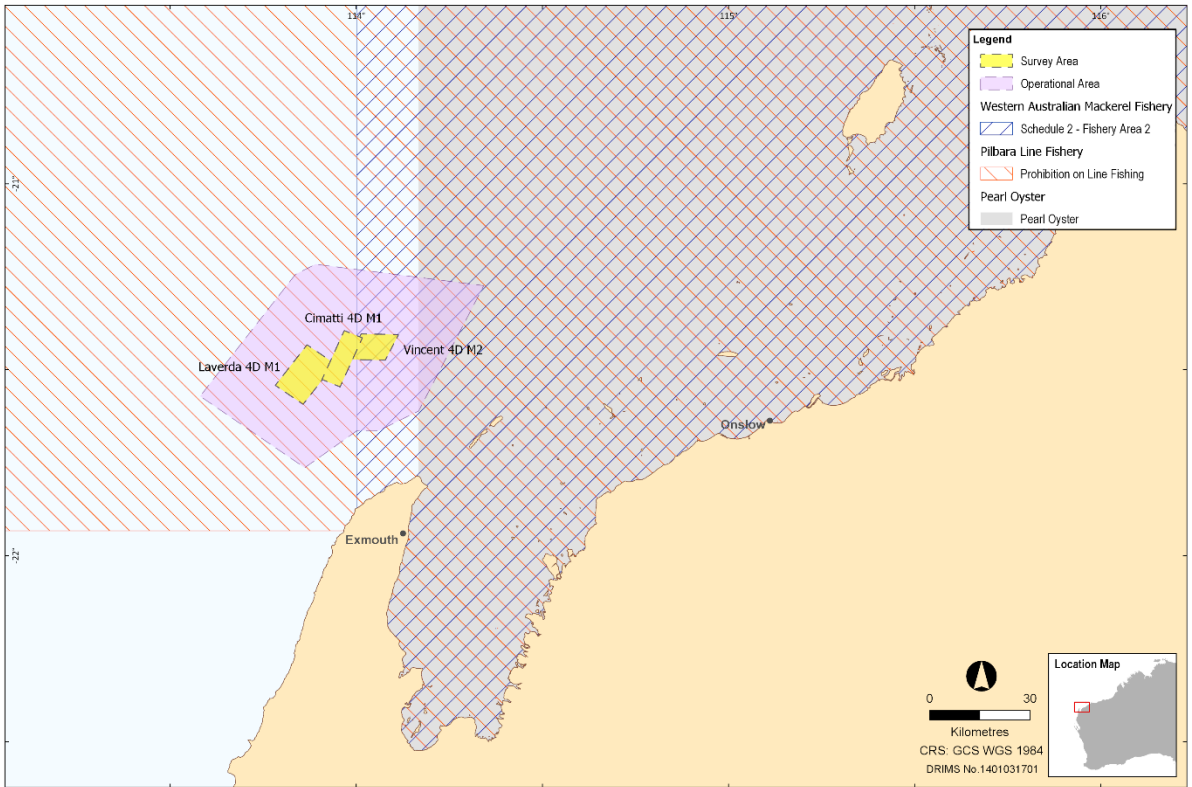 114°
115°
116°
Legend
Survey Area
Operational Area
Western Australian Mackerel Fishery
Schedule 2 - Fishery Area 2
Pilbara Line Fishery
Prohibition on Line Fishing
Pearl Oyster
Pearl Oyster
-21°
Cimatti 4D M1
Vincent 4D M2
Laverda 4D M1
Onslow
Exmouth
-22°
Location Map
0 30
Kilometres
CRS: GCS WGS 1984
DRIMS No.1401031701